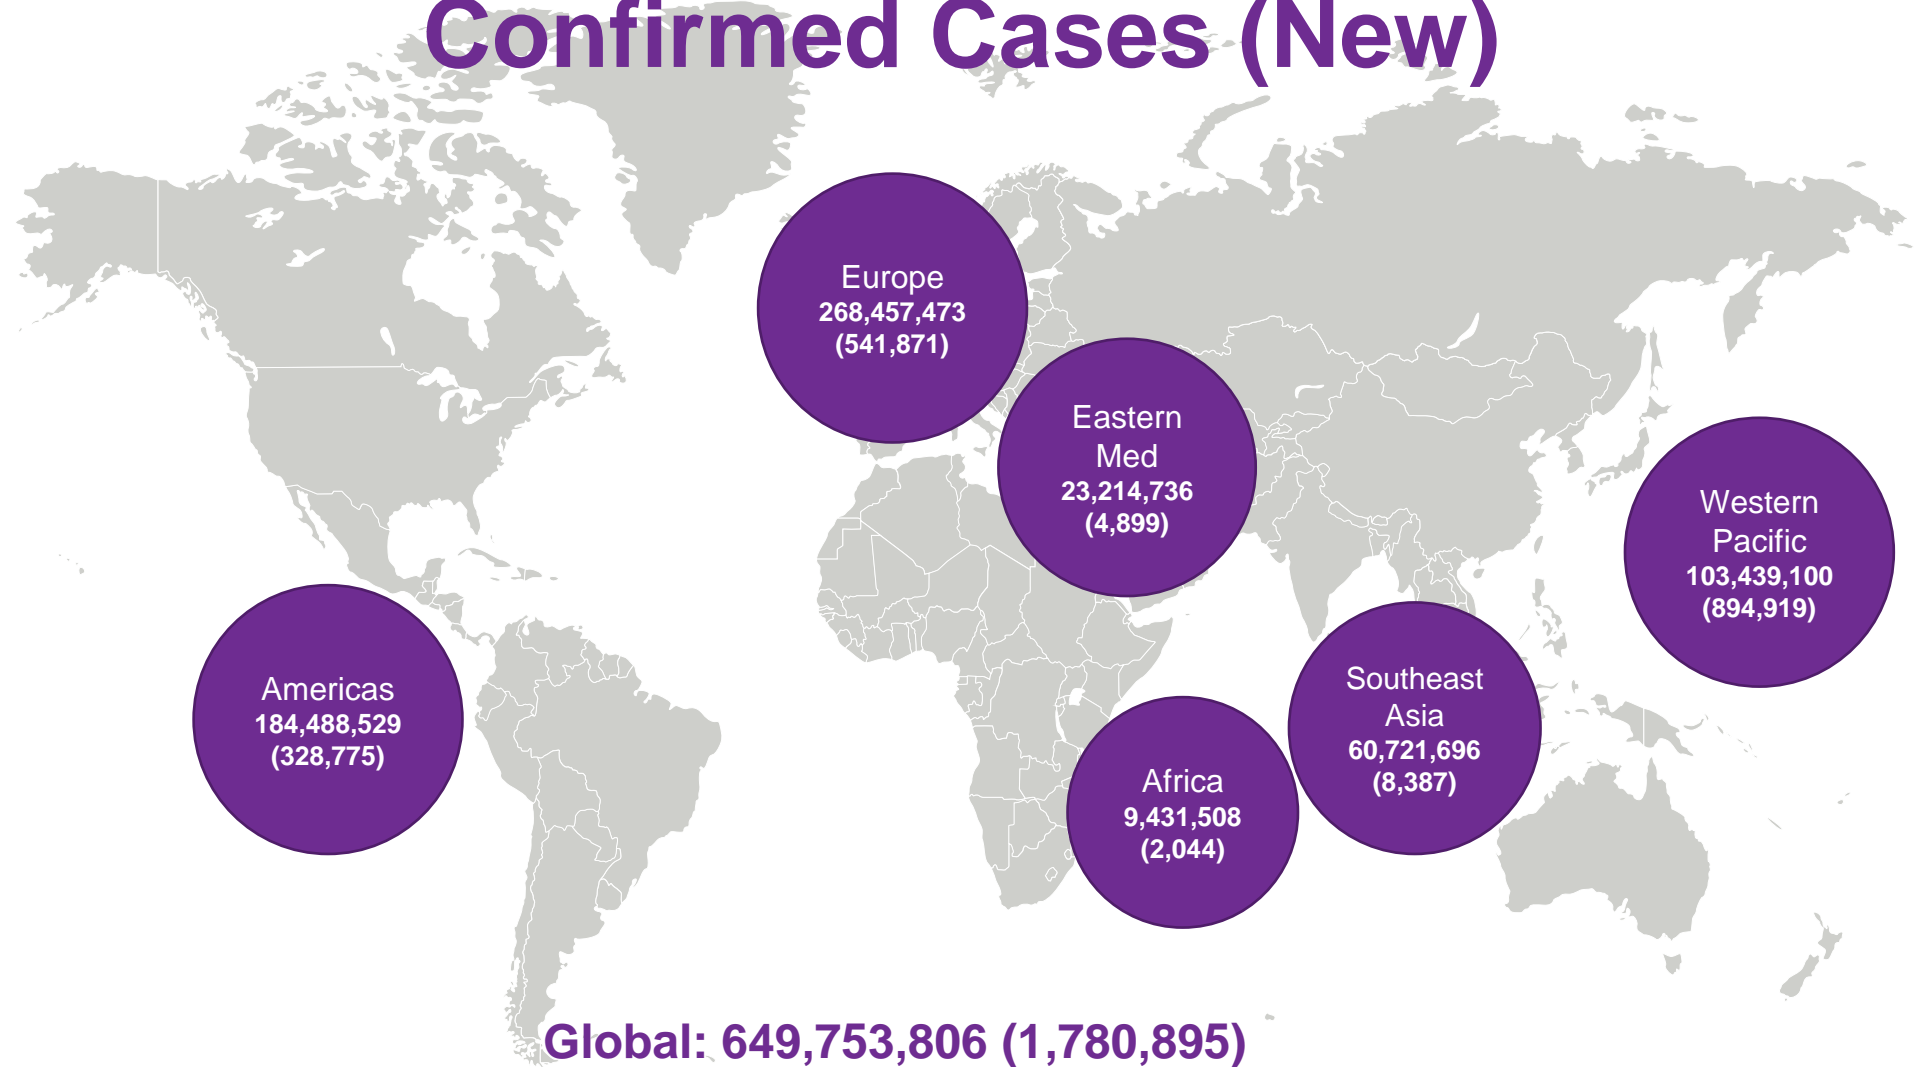 Confirmed Cases (New)
Europe
268,457,473
(541,871)
Eastern
Med
23,214,736
(4,899)
Western
Pacific
103,439,100
(894,919)
Americas
184,488,529
(328,775)
Southeast
Asia
60,721,696
(8,387)
Africa
9,431,508
(2,044)
Global: 649,753,806 (1,780,895)